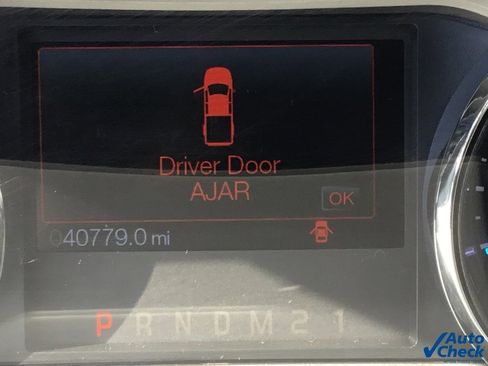 Driver Door
AJAR
OK
040779.0 mi
P R N D M 2 1
Auto
Check